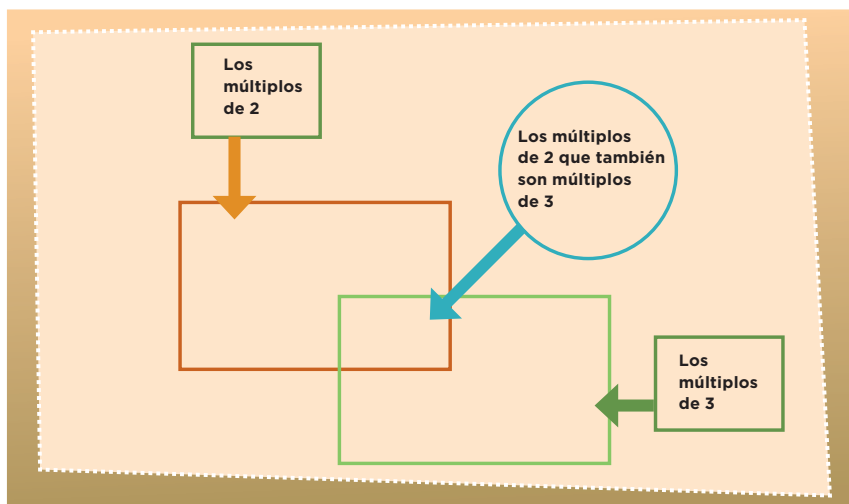 Los
múltiplos
de 2
Los múltiplos
de 2 que también
son múltiplos
de 3
Los
múltiplos
de 3